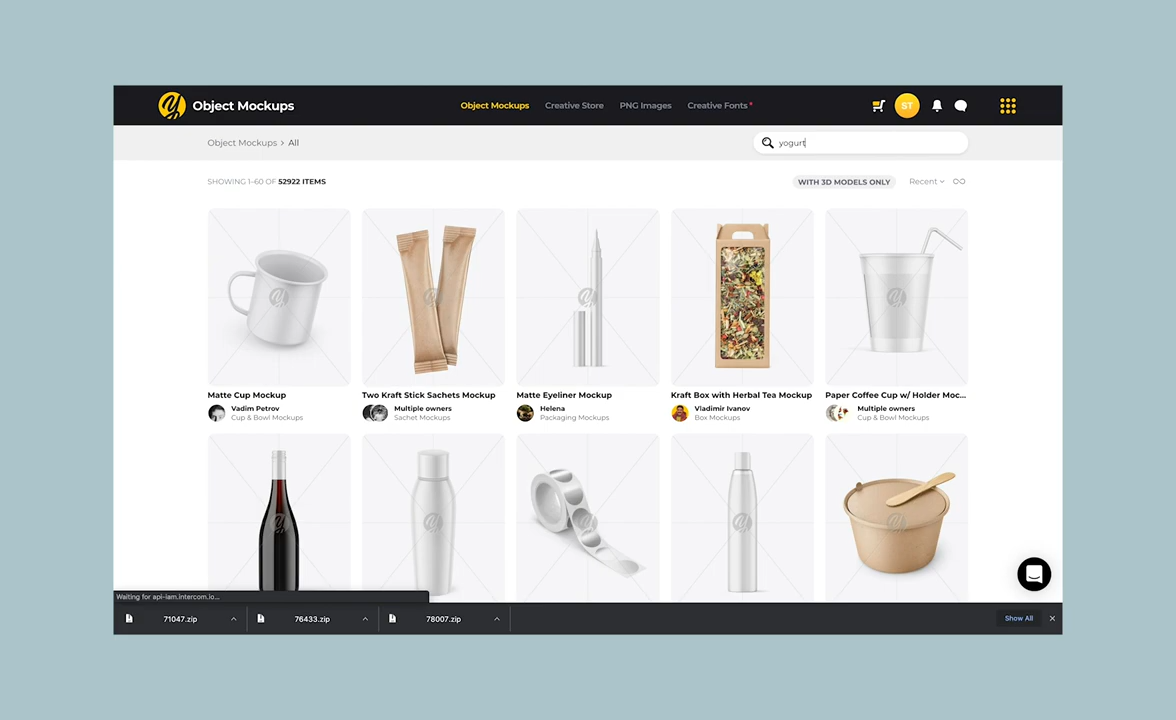 Object Mockups
Object Mockups Creative Store PNG Images Creative Fonts*
ST
Object Mockups > All
yogurt
SHOWING 1–60 OF 52922 ITEMS
WITH 3D MODELS ONLY Recent
Matte Cup Mockup
Vadim Petrov
Cup & Bowl Mockups
Two Kraft Stick Sachets Mockup
Multiple owners
Sachet Mockups
Matte Eyeliner Mockup
Helena
Packaging Mockups
Kraft Box with Herbal Tea Mockup
Vladimir Ivanov
Box Mockups
Paper Coffee Cup w/ Holder Moc...
Multiple owners
Cup & Bowl Mockups
Waiting for api-iam.intercom.io...
71047.zip
76433.zip
78007.zip
Show All